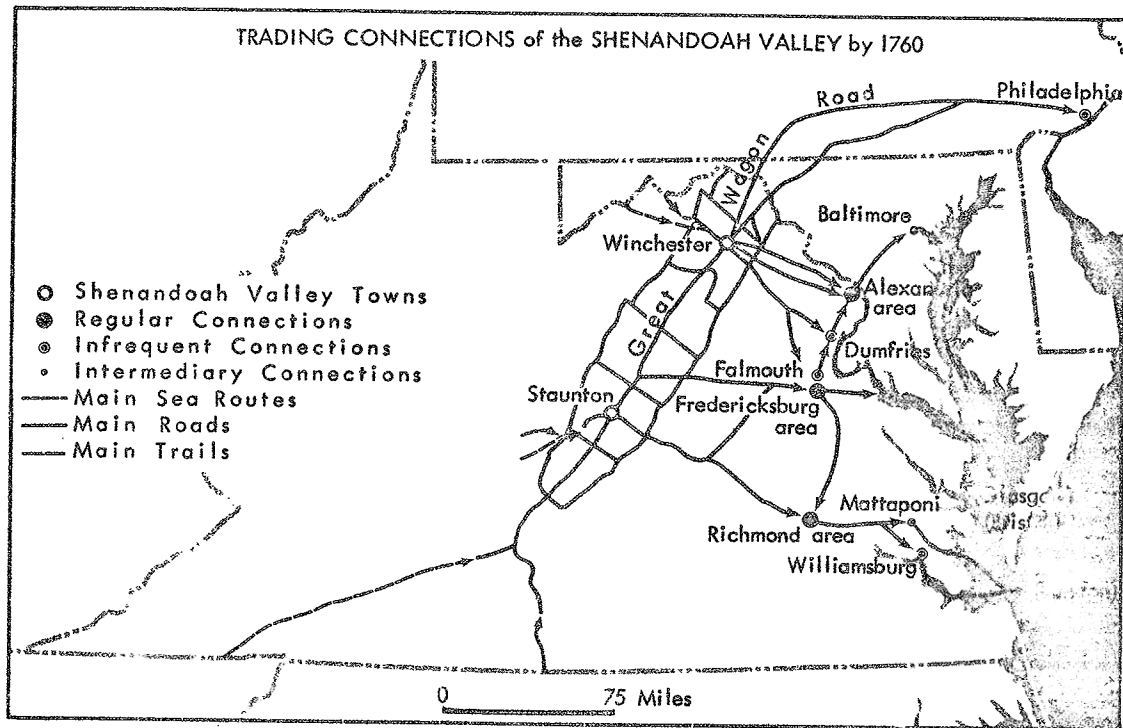 TRADING CONNECTIONS of the SHENANDOAH VALLEY by 1760
Philadelphia
Road
Wagon
Baltimore
Winchester
Alexan
area
Great
Dumfries
Falmouth
Staunton
Fredericksburg
area
Mattaponi
Richmond area
Williamsburg
Shenandoah Valley Towns
Regular Connections
Infrequent Connections
Intermediary Connections
Main Sea Routes
Main Roads
Main Trails
0 75 Miles